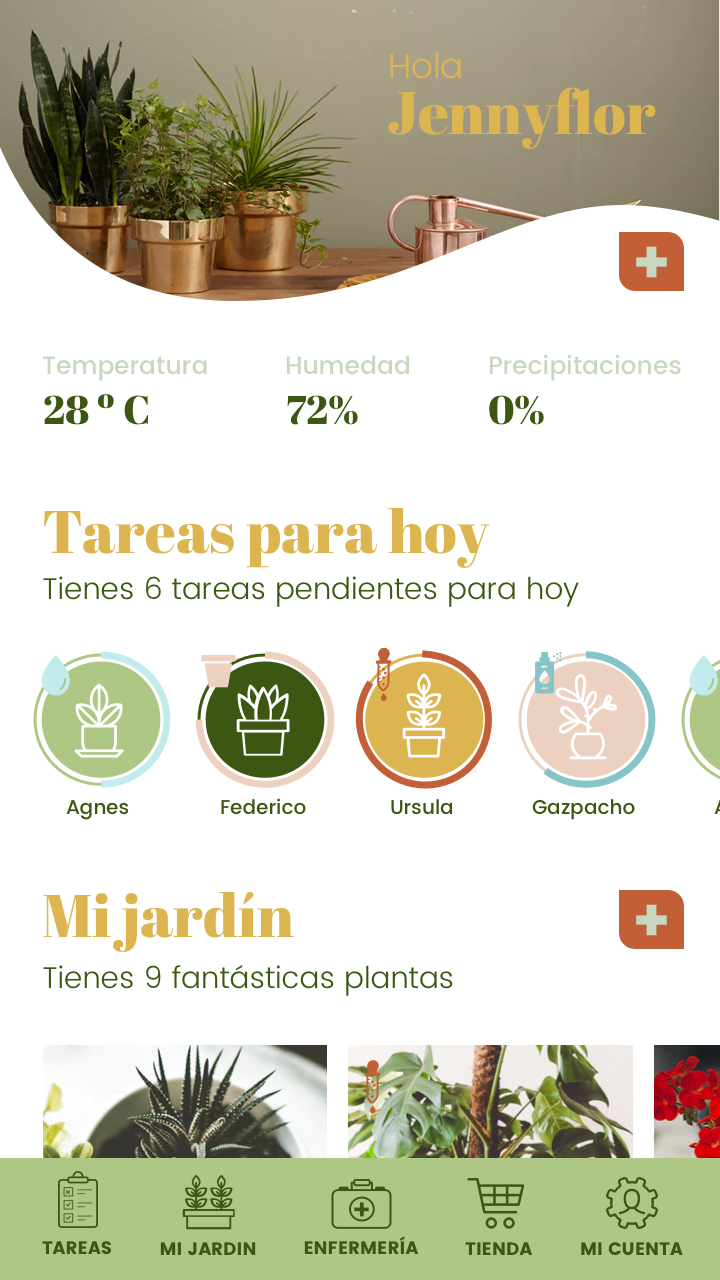 Hola
Jennyflor
Temperatura
Humedad
Precipitaciones
28 º C
72%
0%
Tareas para hoy
Tienes 6 tareas pendientes para hoy
Agnes
Federico
Ursula
Gazpacho
Mi jardín
Tienes 9 fantásticas plantas
TAREAS
MI JARDIN
ENFERMERÍA
TIENDA
MI CUENTA